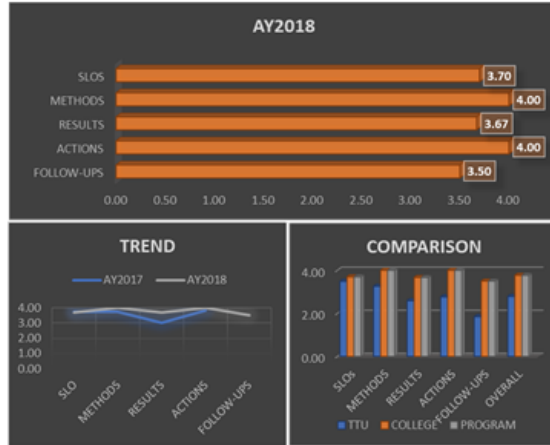 AY2018
SLOS 3.70
METHODS 4.00
RESULTS 3.67
ACTIONS 4.00
FOLLOW-UPS 3.50
0.00 0.50 1.00 1.50 2.00 2.50 3.00 3.50 4.00
TREND
AY2017 AY2018
4.00
3.00
2.00
1.00
0.00
SLO METHODS RESULTS ACTIONS FOLLOW-UPS
COMPARISON
4.00
2.00
0.00
SLOs METHODS RESULTS ACTIONS FOLLOW-UPS OVERALL
TTU COLLEGE PROGRAM